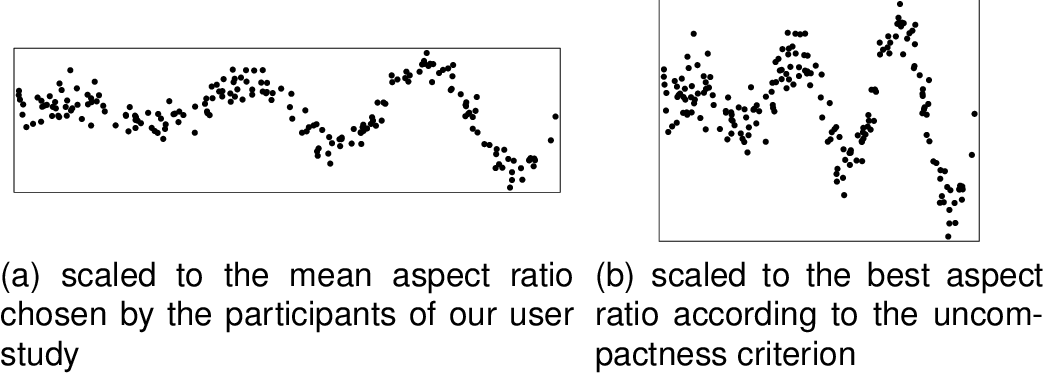 (a) scaled to the mean aspect ratio
chosen by the participants of our user
study
(b) scaled to the best aspect
ratio according to the uncom-
pactness criterion